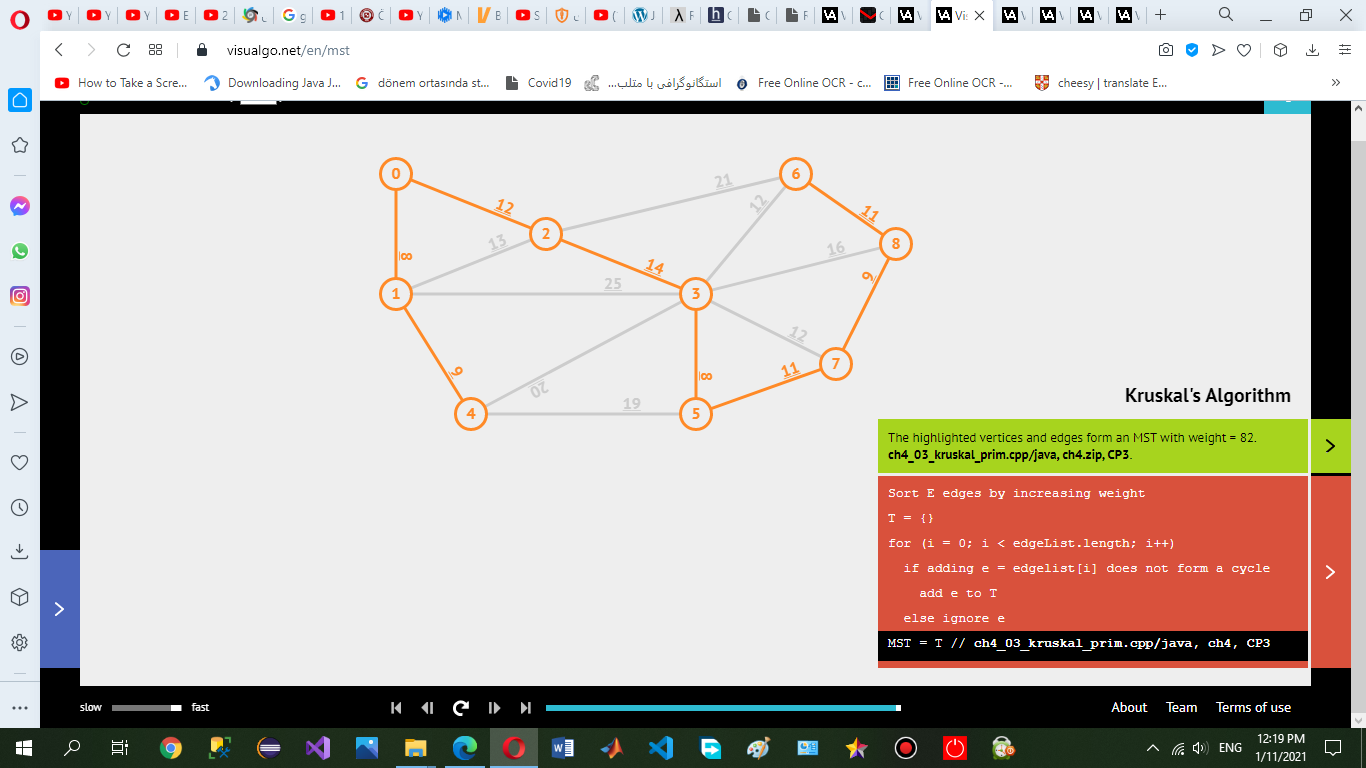 Y
Y
Y
E
2
g
1
Y
M
B
S
(
J
F
C
C
F
V
C
V
Vis
V
V
V
V
visualgo.net/en/mst
How to Take a Scre...
Downloading Java J...
dönem ortasında st...
Covid19
استگانوگرافی با متلب...
Free Online OCR - c...
Free Online OCR -...
cheesy | translate E...
0
12
21
6
12
11
2
13
8
14
16
8
25
1
3
6
12
9
20
8
11
7
4
19
5
Kruskal's Algorithm
The highlighted vertices and edges form an MST with weight = 82.
ch4_03_kruskal_prim.cpp/java, ch4.zip, CP3.
Sort E edges by increasing weight
T = {}
for (i = 0; i < edgeList.length; i++)
if adding e = edgelist[i] does not form a cycle
add e to T
else ignore e
MST = T // ch4_03_kruskal_prim.cpp/java, ch4, CP3
slow fast
About Team Terms of use
ENG
12:19 PM
1/11/2021